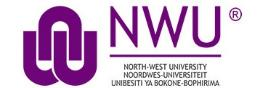 NWU®
NORTH-WEST UNIVERSITY
NOORDWES-UNIVERSITEIT
UNIBESITI YA BOKONE-BOPHIRIMA